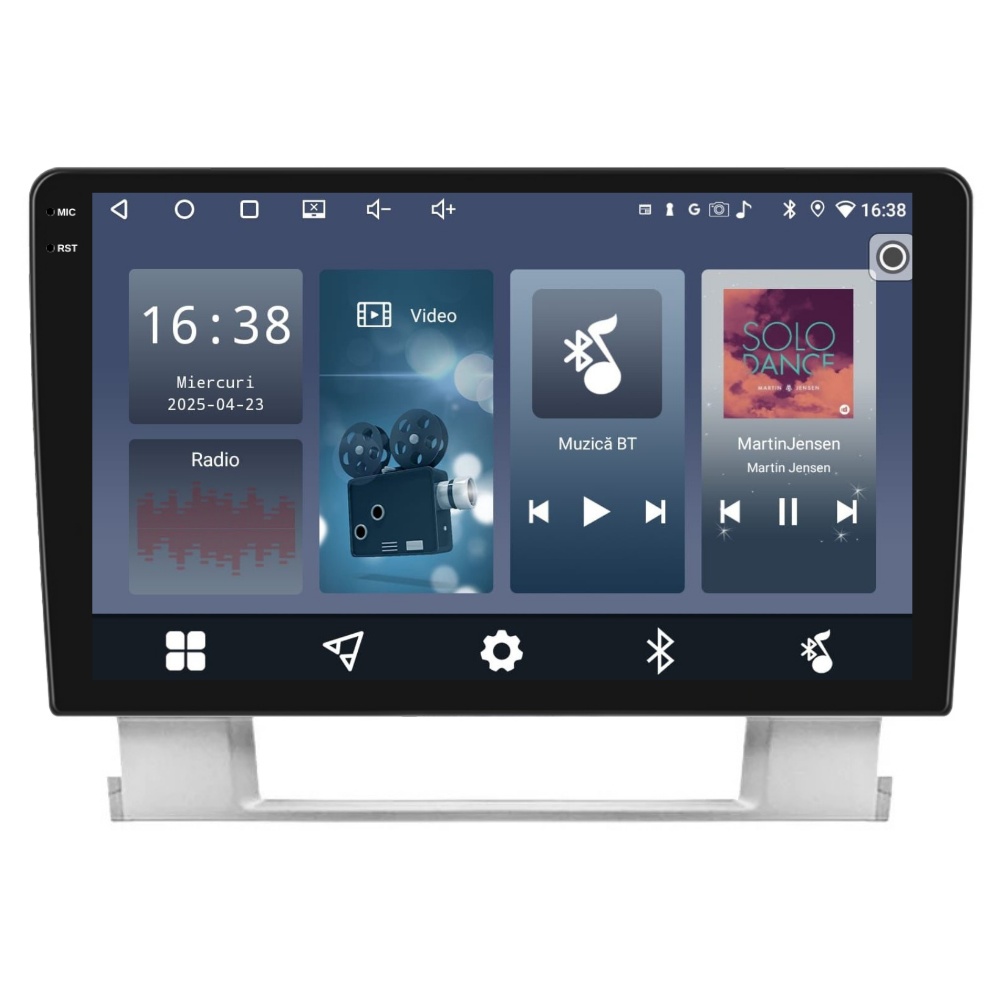 MIC
RST
16:38
16:38
Miercuri
2025-04-23
Radio
Video
Muzică BT
SOLO
DANCE
MARTIN JENSEN
MartinJensen
Martin Jensen